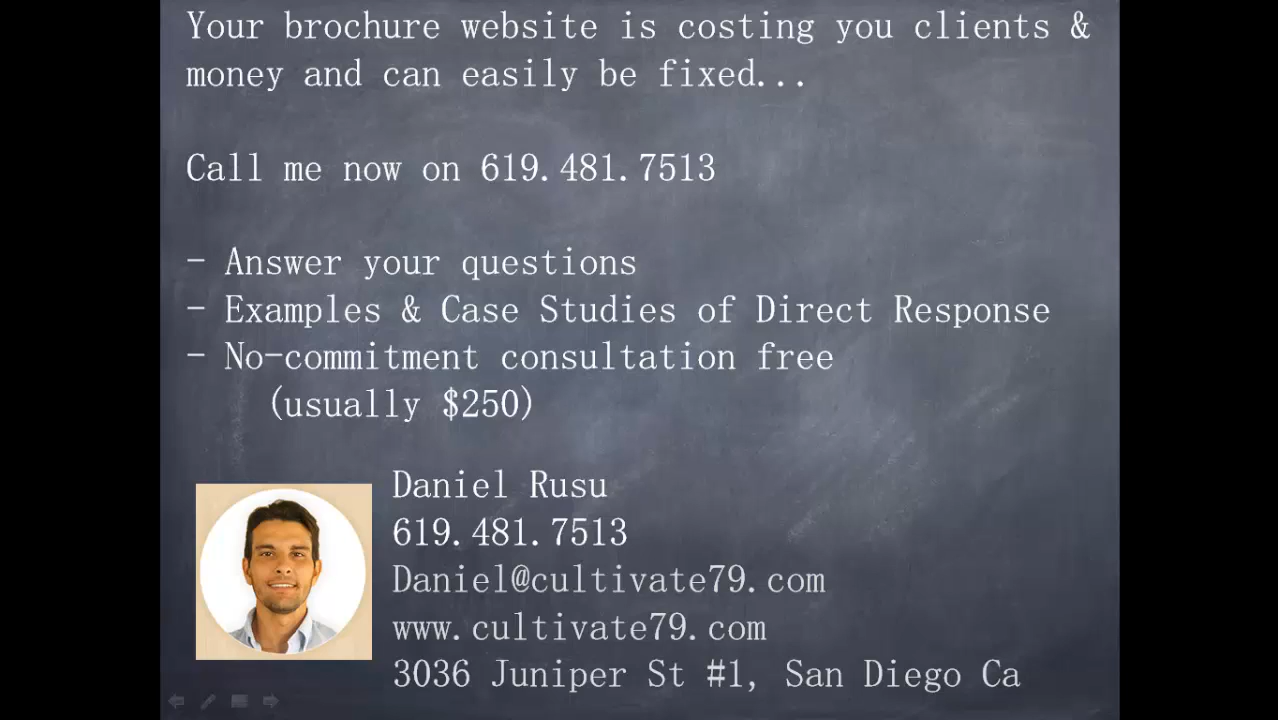 Your brochure website is costing you clients &
money and can easily be fixed...
Call me now on 619.481.7513
- Answer your questions
- Examples & Case Studies of Direct Response
- No-commitment consultation free
(usually $250)
Daniel Rusu
619.481.7513
Daniel@cultivate79.com
www.cultivate79.com
3036 Juniper St #1, San Diego Ca